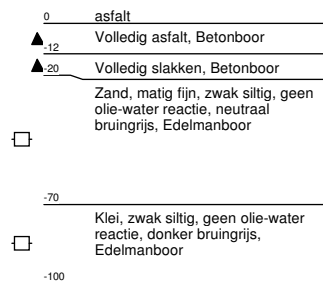 0 asfalt
Volledig asfalt, Betonboor
-12
Volledig slakken, Betonboor
-20
Zand, matig fijn, zwak siltig, geen
olie-water reactie, neutraal
bruingrijs, Edelmanboor
-70
Klei, zwak siltig, geen olie-water
reactie, donker bruingrijs,
Edelmanboor
-100